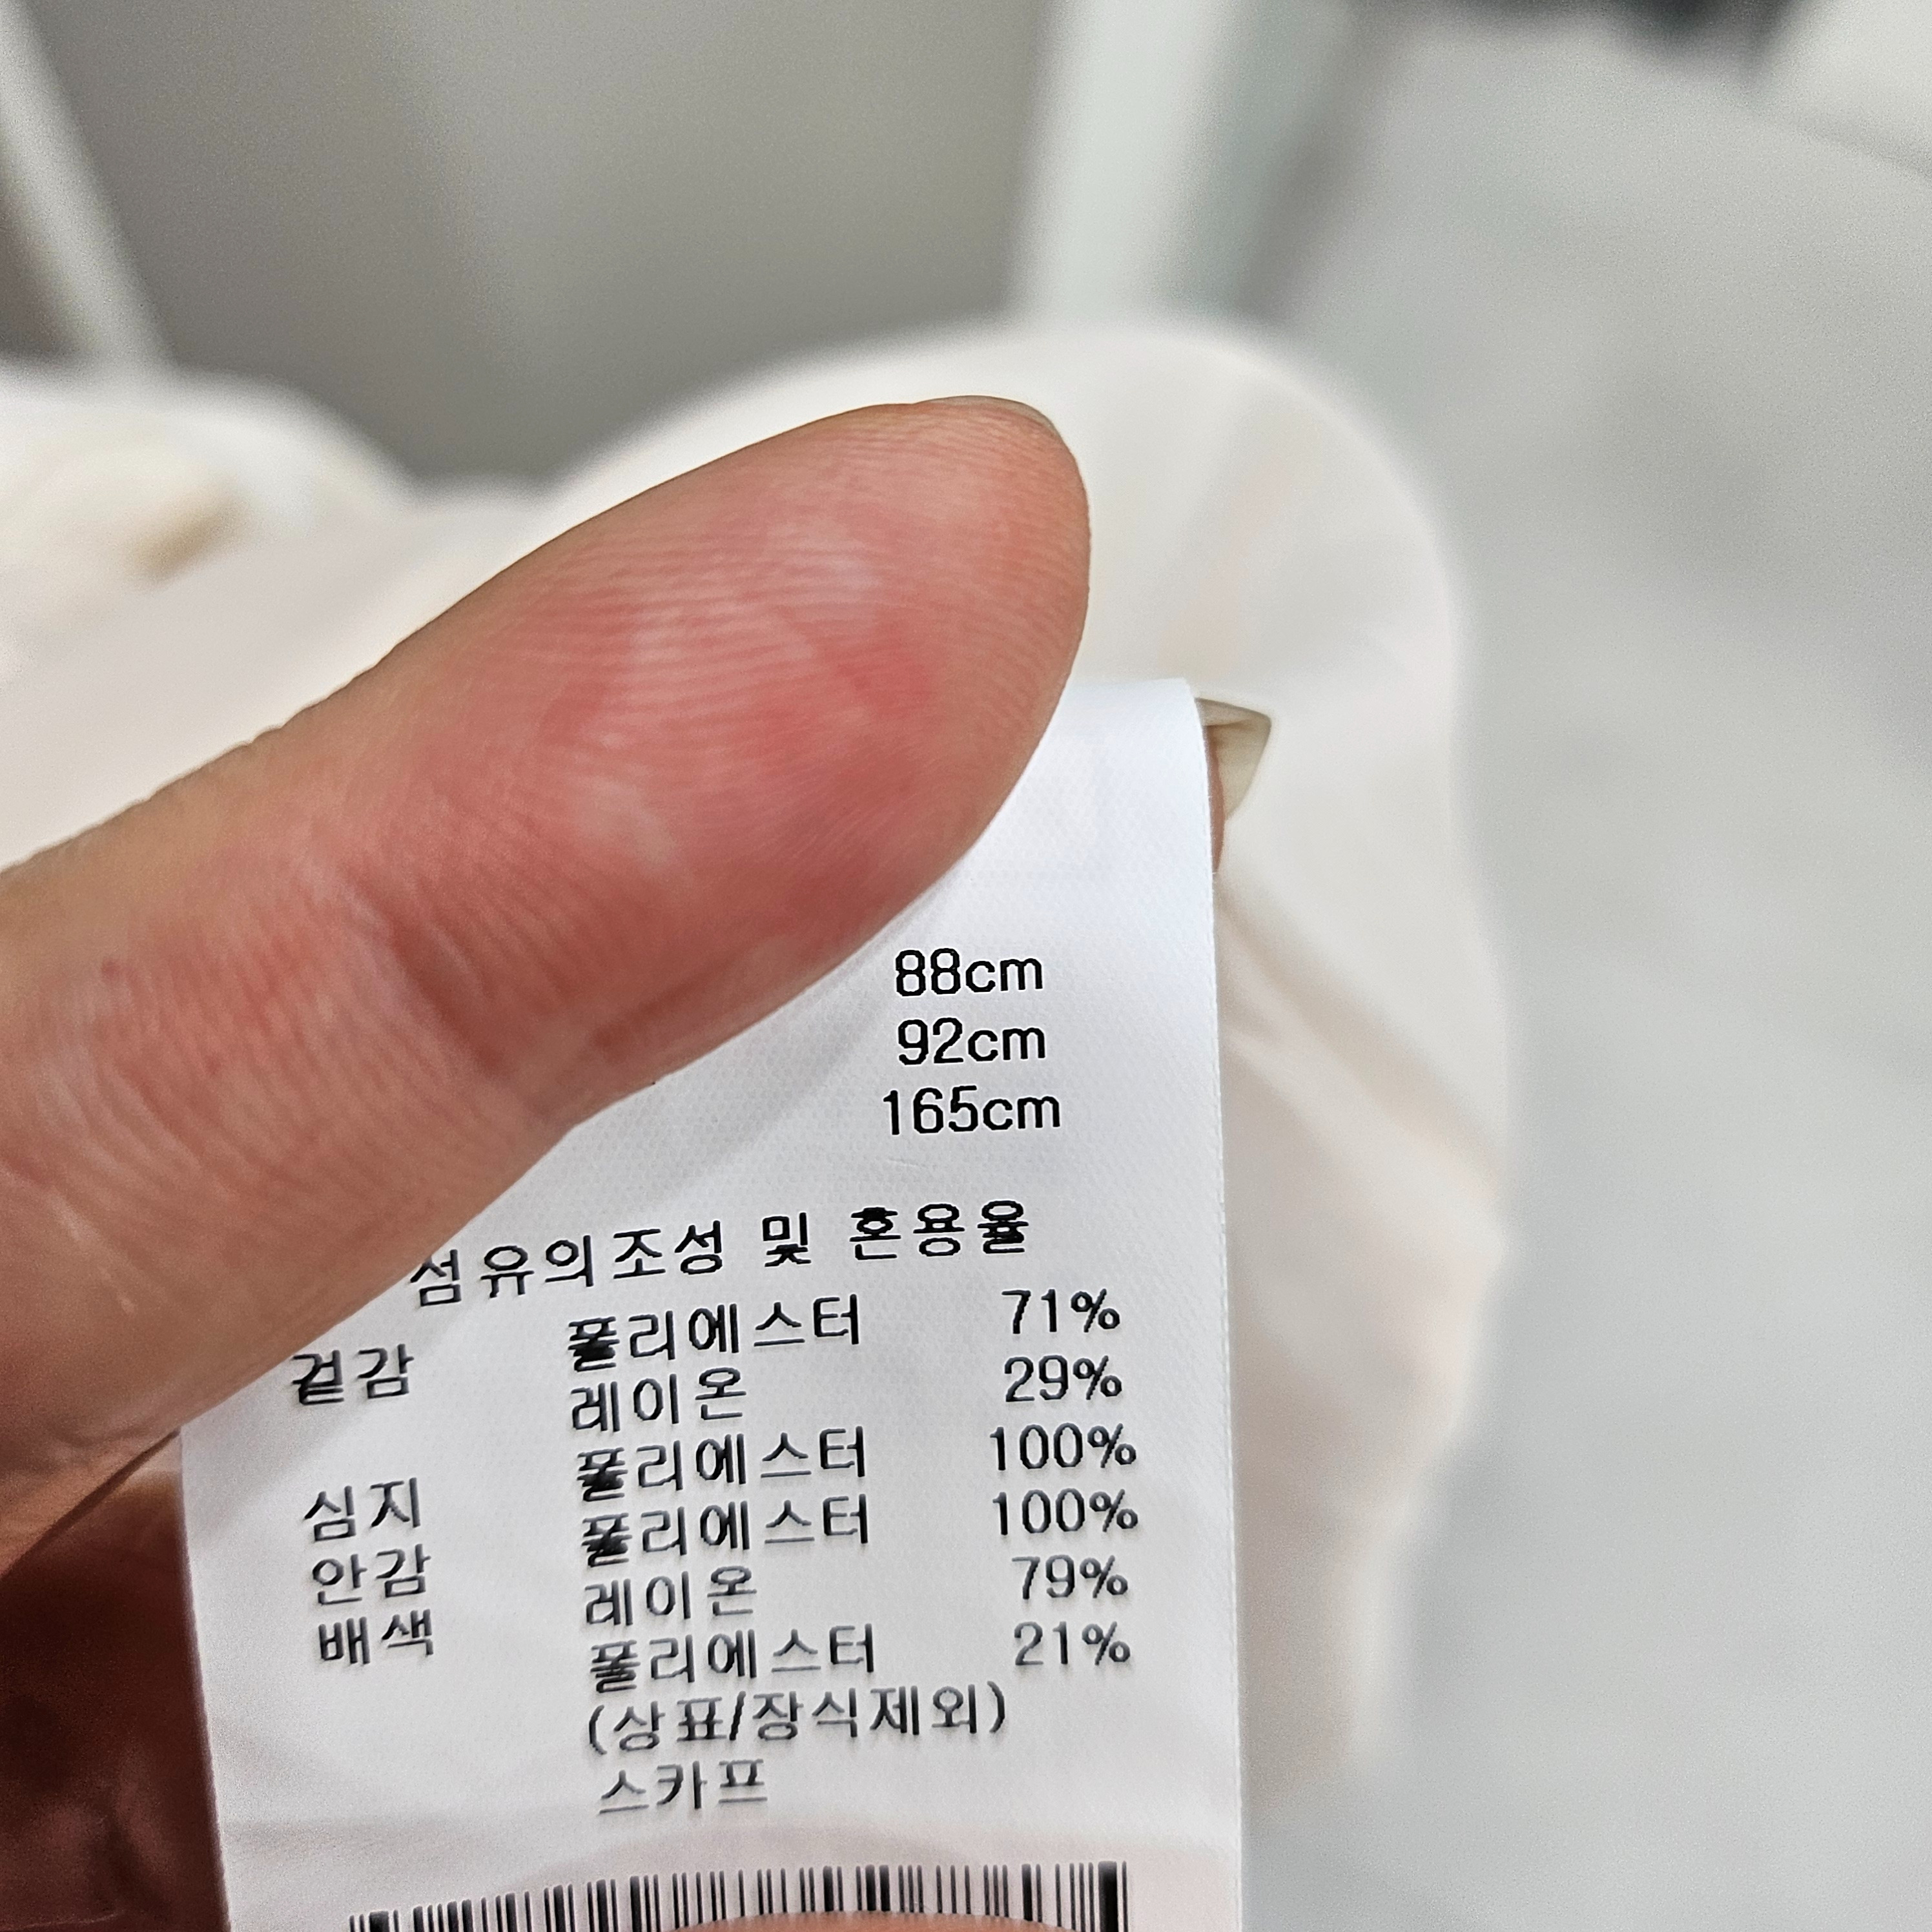 88cm
92cm
165cm
섬유의조성 및 혼용율
겉감 폴리에스터 71%
레이온 29%
폴리에스터 100%
심지 폴리에스터 100%
안감 레이온 79%
배색 폴리에스터 21%
(상표/장식제외)
스카프